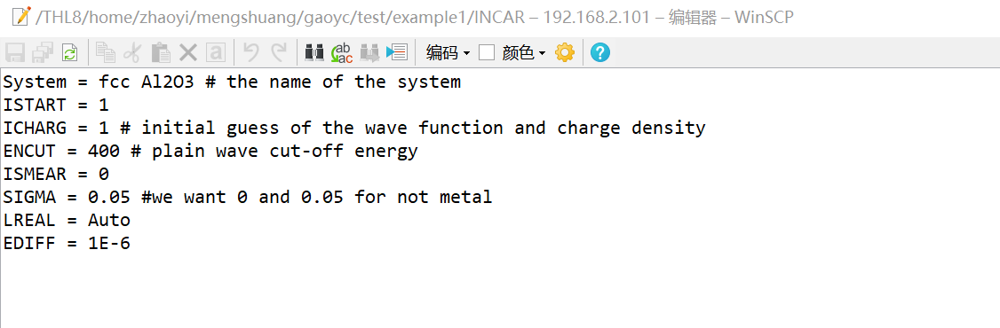 /THL8/home/zhaoyi/mengshuang/gaoyc/test/example1/INCAR – 192.168.2.101 – 编辑器 – WinSCP
编码 颜色
System = fcc Al2O3 # the name of the system
ISTART = 1
ICHARG = 1 # initial guess of the wave function and charge density
ENCUT = 400 # plain wave cut-off energy
ISMEAR = 0
SIGMA = 0.05 #we want 0 and 0.05 for not metal
LREAL = Auto
EDIFF = 1E-6